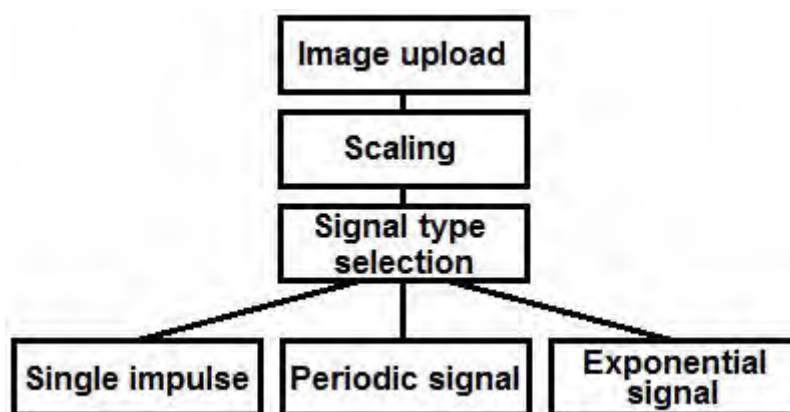 Image upload
Scaling
Signal type
selection
Single impulse
Periodic signal
Exponential
signal